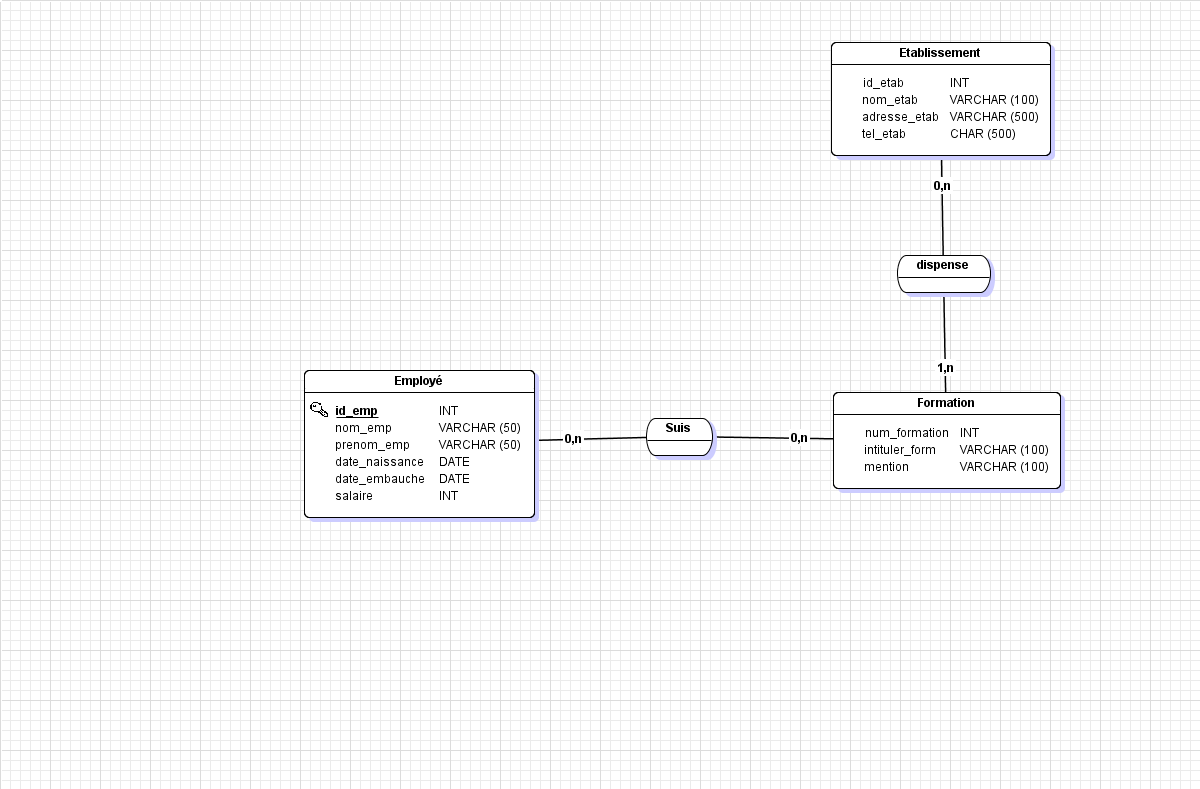 Etablissement
id_etab INT
nom_etab VARCHAR (100)
adresse_etab VARCHAR (500)
tel_etab CHAR (500)
0,n
dispense
1,n
Employé
id_emp INT
nom_emp VARCHAR (50)
prenom_emp VARCHAR (50)
date_naissance DATE
date_embauche DATE
salaire INT
0,n
Suis
0,n
Formation
num_formation INT
intituler_form VARCHAR (100)
mention VARCHAR (100)